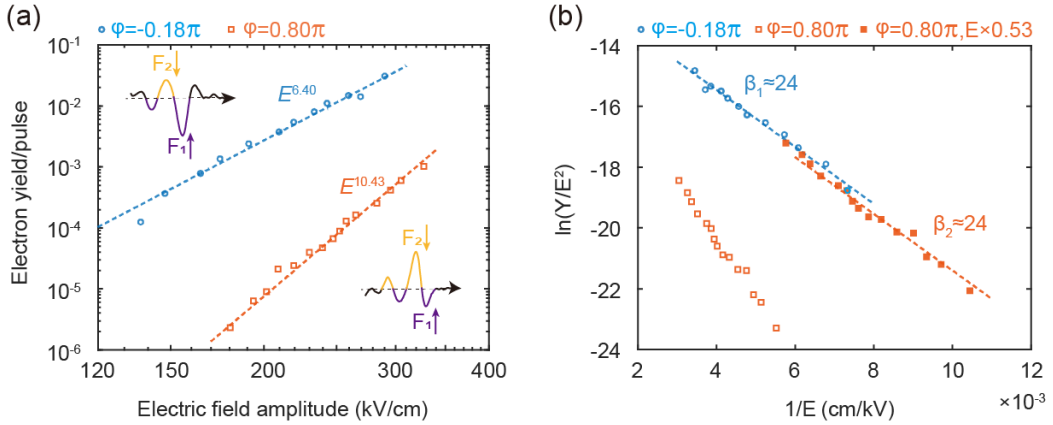 (a)
φ=-0.18π φ=0.80π
Electron yield/pulse
10⁻¹
10⁻²
10⁻³
10⁻⁴
10⁻⁵
10⁻⁶
F₂
F₁
E⁶·⁴⁰
E¹⁰·⁴³
F₂
F₁
120 200 300 400
Electric field amplitude (kV/cm)
(b)
φ=-0.18π φ=0.80π φ=0.80π,E×0.53
ln(Y/E²)
-14
-16
-18
-20
-22
-24
β₁≈24
β₂≈24
2 4 6 8 10 12
1/E (cm/kV)
×10⁻³